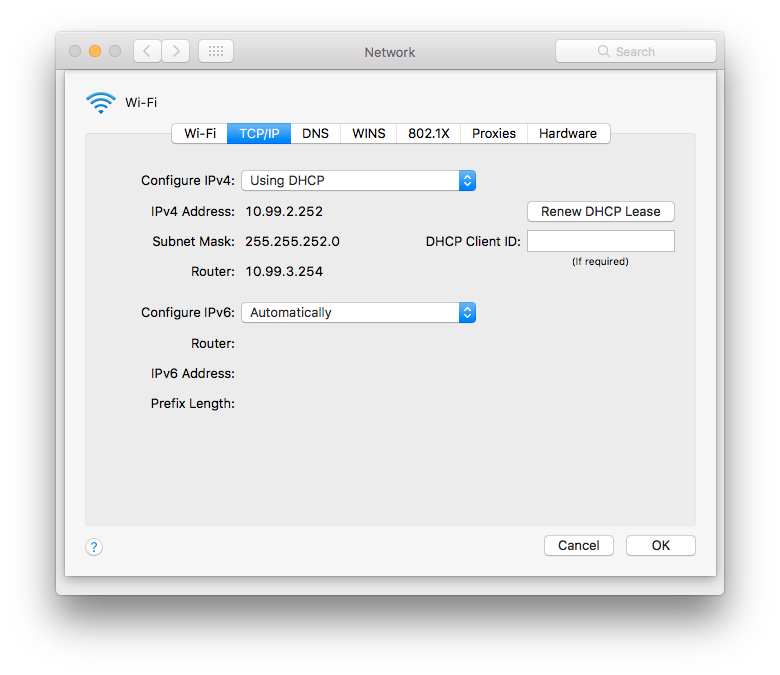 Network
Search
Wi-Fi
Wi-Fi TCP/IP DNS WINS 802.1X Proxies Hardware
Configure IPv4: Using DHCP
IPv4 Address: 10.99.2.252 Renew DHCP Lease
Subnet Mask: 255.255.252.0 DHCP Client ID:
(If required)
Router: 10.99.3.254
Configure IPv6: Automatically
Router:
IPv6 Address:
Prefix Length:
? Cancel OK